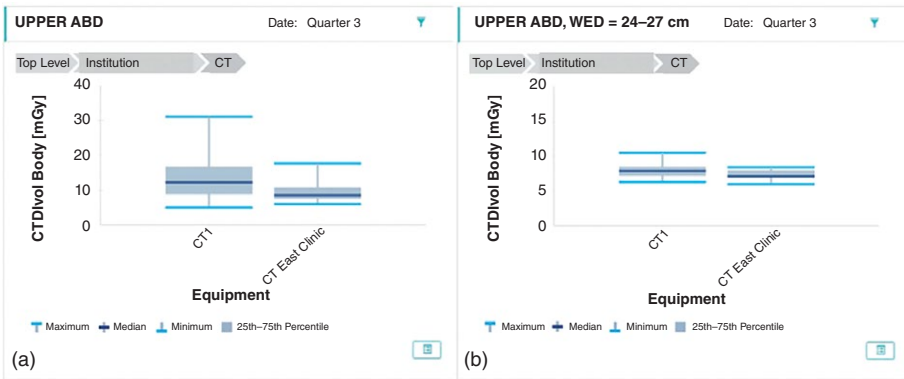 UPPER ABD
Date: Quarter 3
Top Level Institution CT
40
30
20
10
0
CTDIvol Body [mGy]
CT1
CT East Clinic
Equipment
Maximum Median Minimum 25th–75th Percentile
(a)
UPPER ABD, WED = 24–27 cm
Date: Quarter 3
Top Level Institution CT
20
15
10
5
0
CTDIvol Body [mGy]
CT1
CT East Clinic
Equipment
Maximum Median Minimum 25th–75th Percentile
(b)